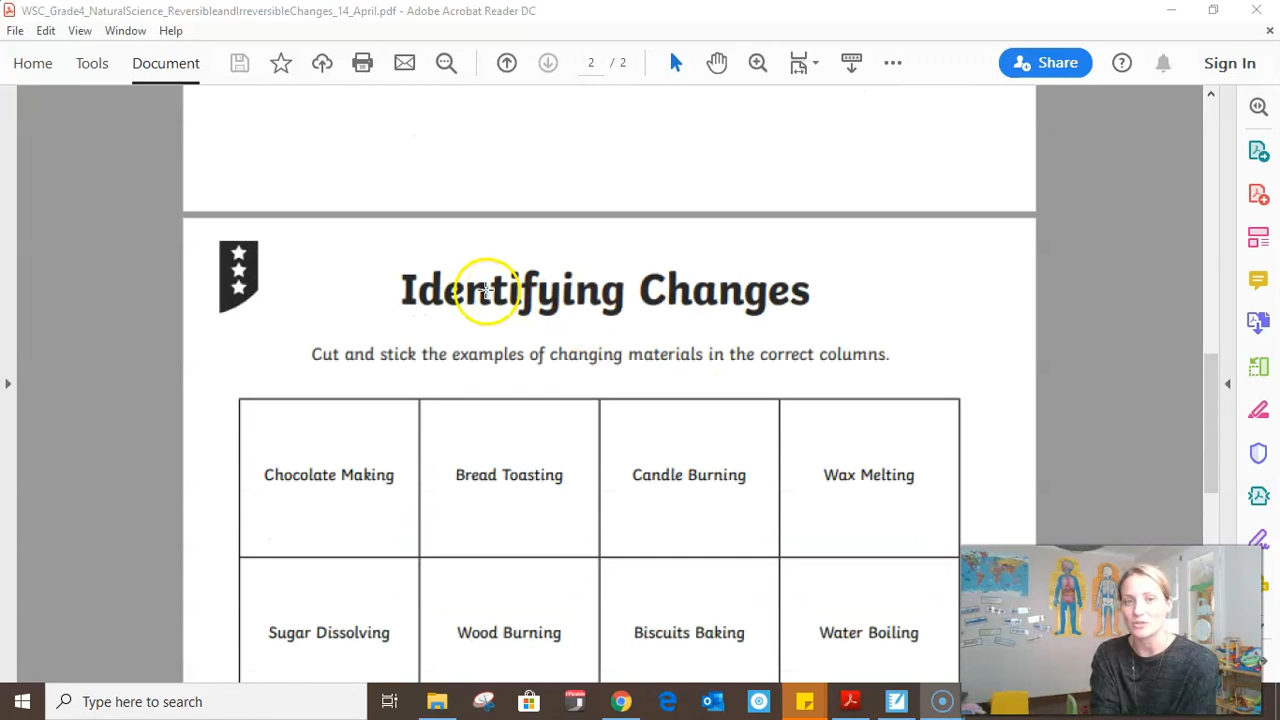 WSC_Grade4_NaturalScience_ReversibleandIrreversibleChanges_14_April.pdf - Adobe Acrobat Reader DC
File Edit View Window Help
Home Tools Document 2 / 2 Share Sign In
Identifying Changes
Cut and stick the examples of changing materials in the correct columns.
Chocolate Making Bread Toasting Candle Burning Wax Melting
Sugar Dissolving Wood Burning Biscuits Baking Water Boiling
Type here to search